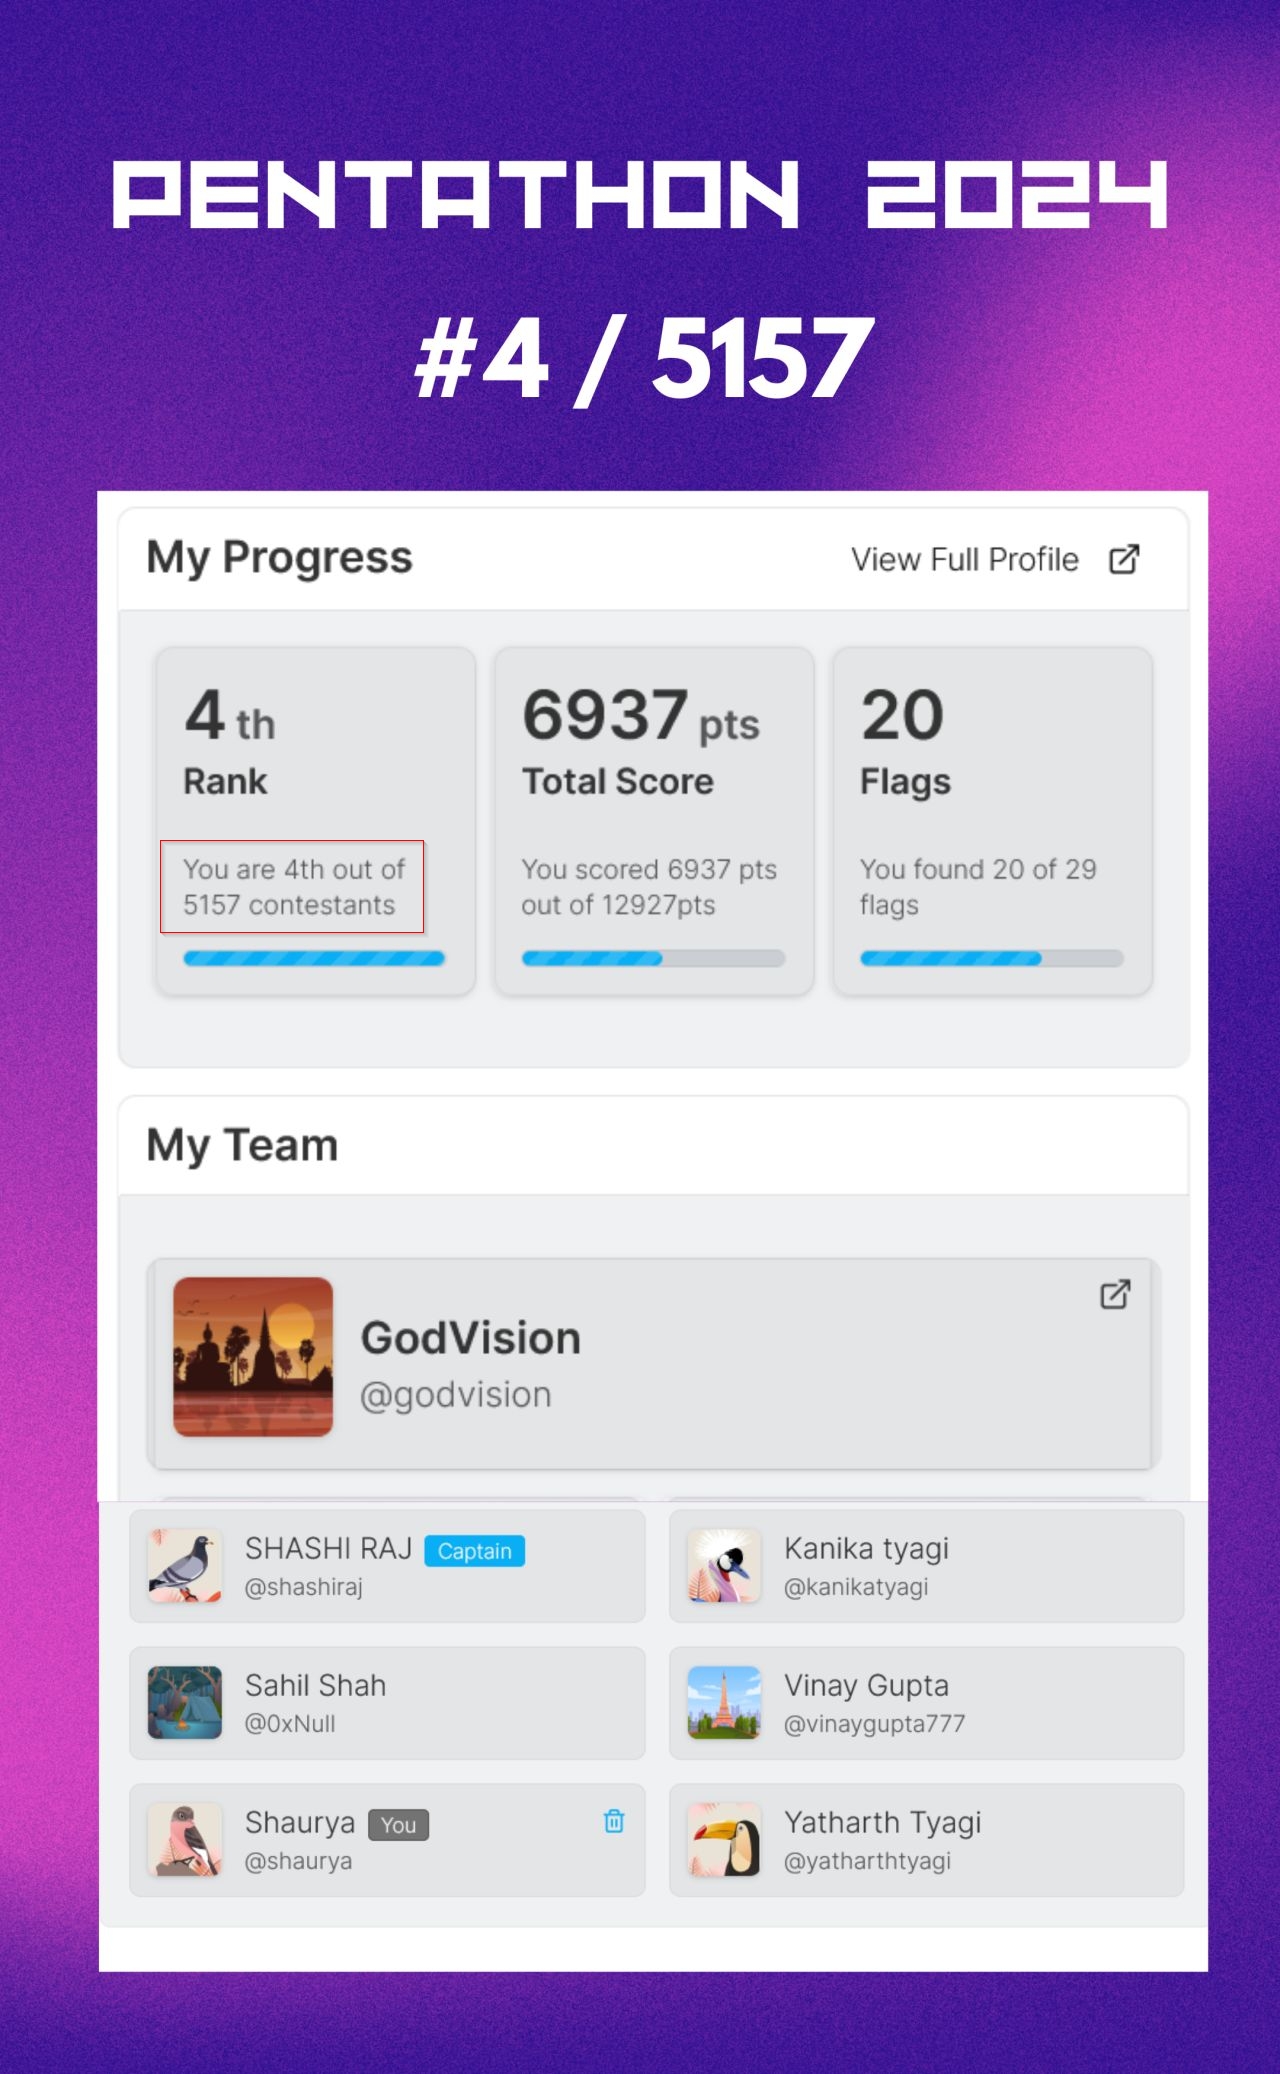 PENTATHON 2024
#4 / 5157
My Progress
View Full Profile
4 th
Rank
You are 4th out of
5157 contestants
6937 pts
Total Score
You scored 6937 pts
out of 12927pts
20
Flags
You found 20 of 29
flags
My Team
GodVision
@godvision
SHASHI RAJ Captain
@shashiraj
Kanika tyagi
@kanikatyagi
Sahil Shah
@0xNull
Vinay Gupta
@vinaygupta777
Shaurya You
@shaurya
Yatharth Tyagi
@yatharthtyagi